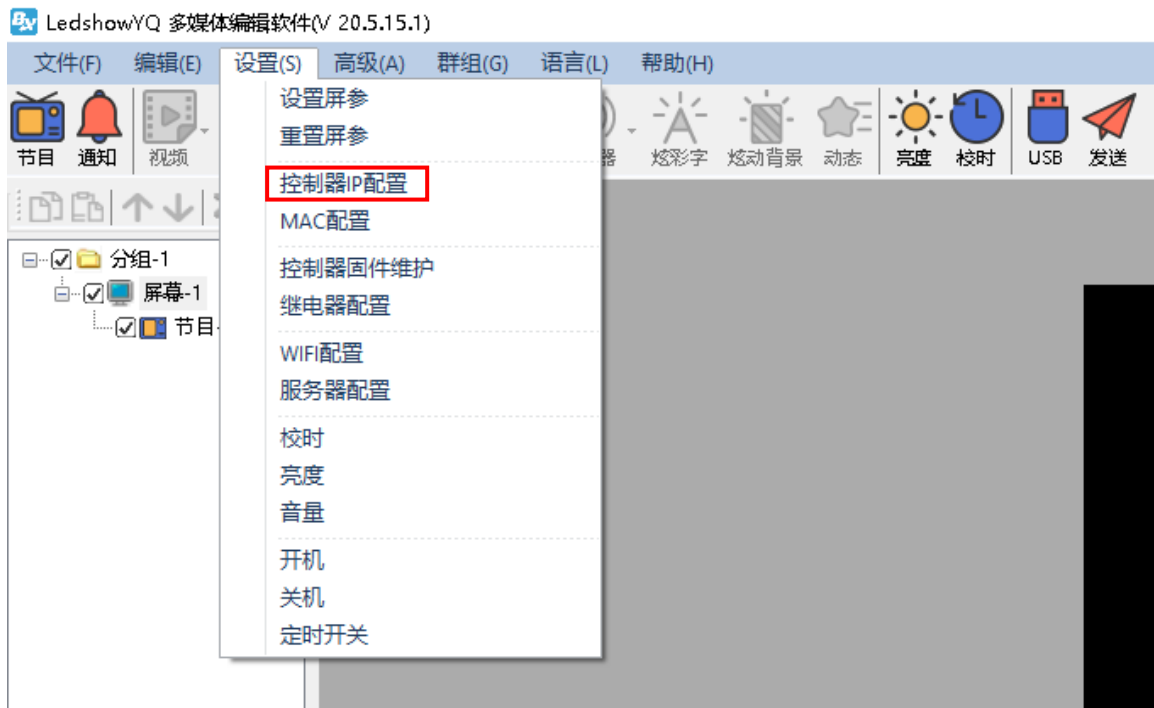 LedshowYQ 多媒体编辑软件(V 20.5.15.1)
文件(F) 编辑(E) 设置(S) 高级(A) 群组(G) 语言(L) 帮助(H)
节目 通知 视频 器 炫彩字 炫动背景 动态 亮度 校时 USB 发送
设置屏参
重置屏参
控制器IP配置
MAC配置
控制器固件维护
继电器配置
WIFI配置
服务器配置
校时
亮度
音量
开机
关机
定时开关
分组-1
屏幕-1
节目-